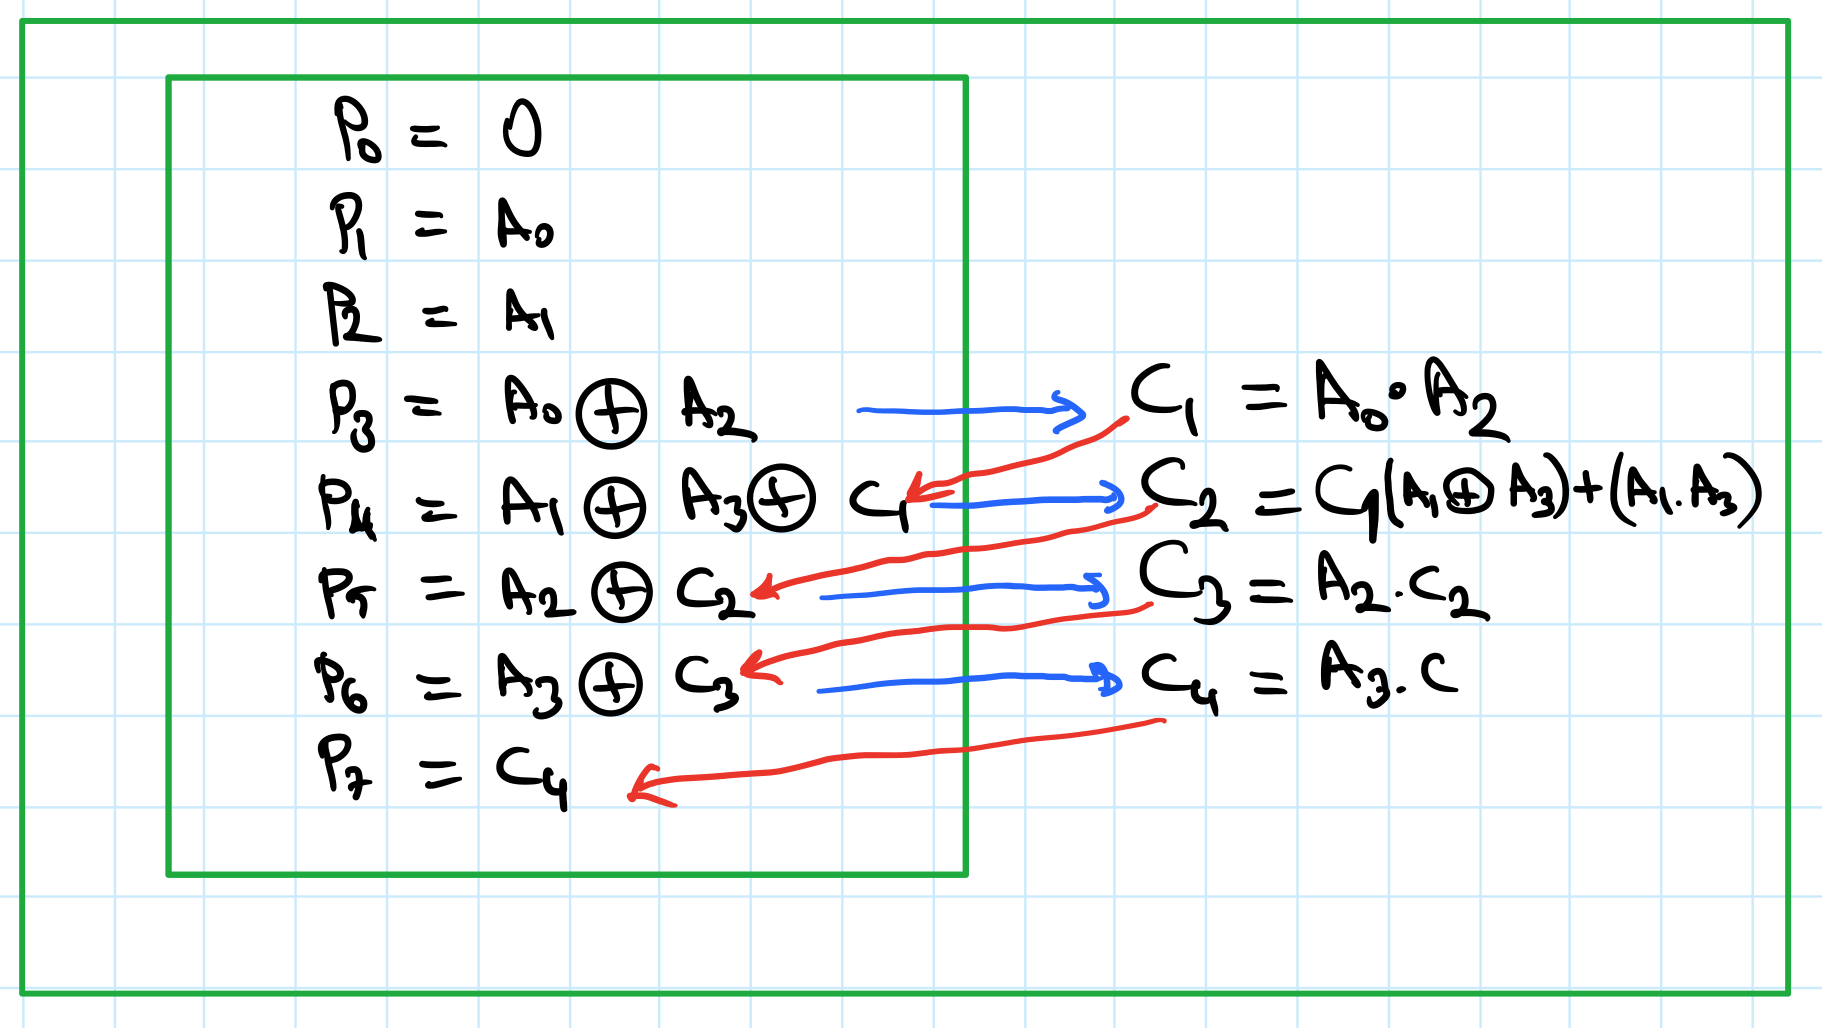 P₀ = 0
P₁ = A₀
P₂ = A₁
P₃ = A₀ ⊕ A₂ → C₁ = A₀·A₂
P₄ = A₁ ⊕ A₃ ⊕ C₁ → C₂ = C₁(A₁ ⊕ A₃)+(A₁.A₃)
P₅ = A₂ ⊕ C₂ → C₃ = A₂.C₂
P₆ = A₃ ⊕ C₃ → C₄ = A₃.C
P₇ = C₄